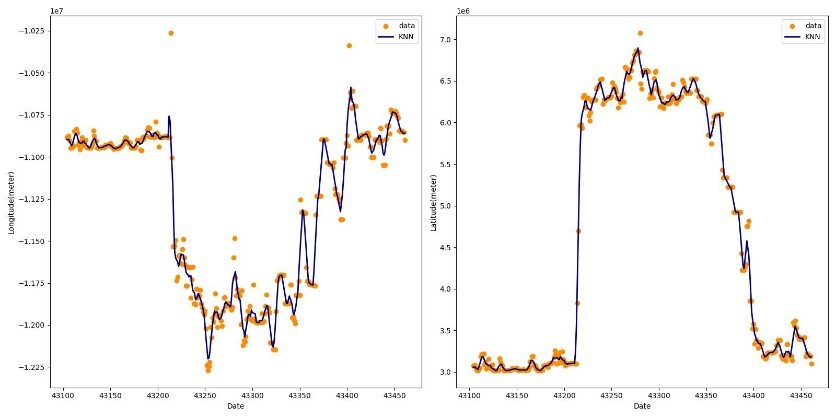 1e7
data
KNN
−1.025
−1.050
−1.075
−1.100
−1.125
−1.150
−1.175
−1.200
−1.225
Longitude(meter)
43100 43150 43200 43250 43300 43350 43400 43450
Date
1e6
data
KNN
7.0
6.5
6.0
5.5
5.0
4.5
4.0
3.5
3.0
Latitude(meter)
43100 43150 43200 43250 43300 43350 43400 43450
Date